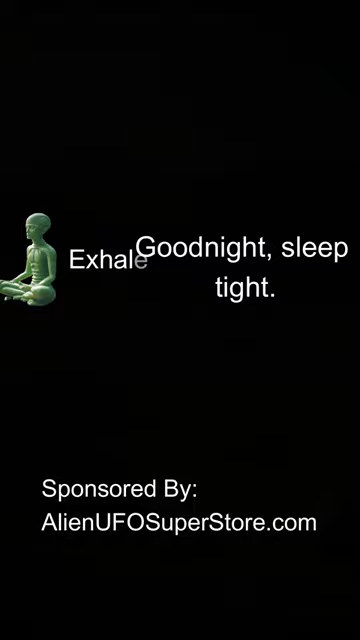 Exhale
Goodnight, sleep
tight.
Sponsored By:
AlienUFOSuperStore.com